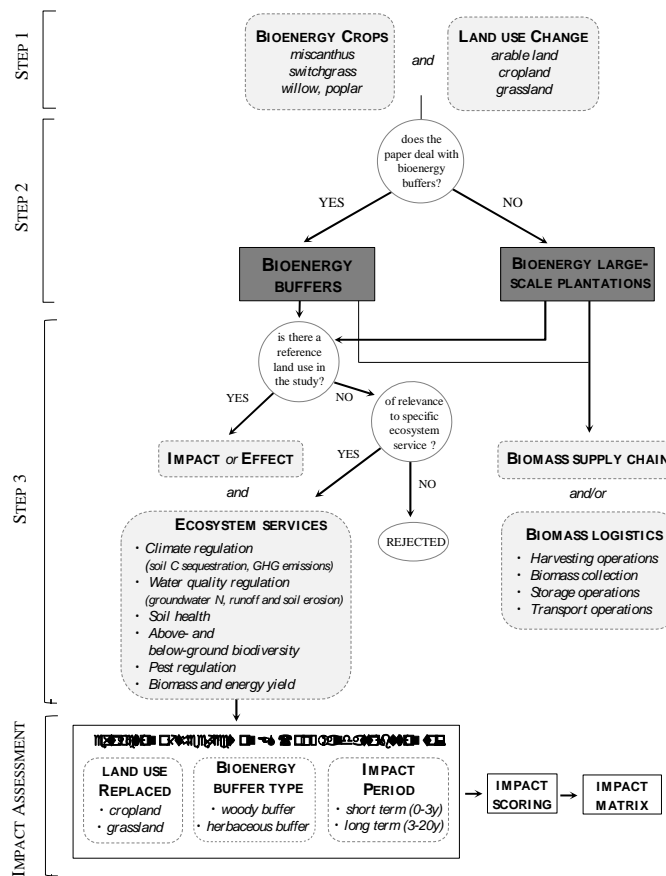 STEP 1
BIOENERGY CROPS
miscanthus
switchgrass
willow, poplar
and
LAND USE CHANGE
arable land
cropland
grassland
STEP 2
does the
paper deal with
bioenergy
buffers?
YES
NO
BIOENERGY
BUFFERS
BIOENERGY LARGE-
SCALE PLANTATIONS
STEP 3
is there a
reference
land use in
the study?
YES
NO
of relevance
to specific
ecosystem
service ?
YES
NO
IMPACT or EFFECT
and
REJECTED
ECOSYSTEM SERVICES
· Climate regulation
(soil C sequestration, GHG emissions)
· Water quality regulation
(groundwater N, runoff and soil erosion)
· Soil health
· Above- and
below-ground biodiversity
· Pest regulation
· Biomass and energy yield
BIOMASS SUPPLY CHAIN
and/or
BIOMASS LOGISTICS
· Harvesting operations
· Biomass collection
· Storage operations
· Transport operations
IMPACT ASSESSMENT
LAND USE
REPLACED
· cropland
· grassland
BIOENERGY
BUFFER TYPE
· woody buffer
· herbaceous buffer
IMPACT
PERIOD
· short term (0-3y)
· long term (3-20y)
IMPACT
SCORING
IMPACT
MATRIX